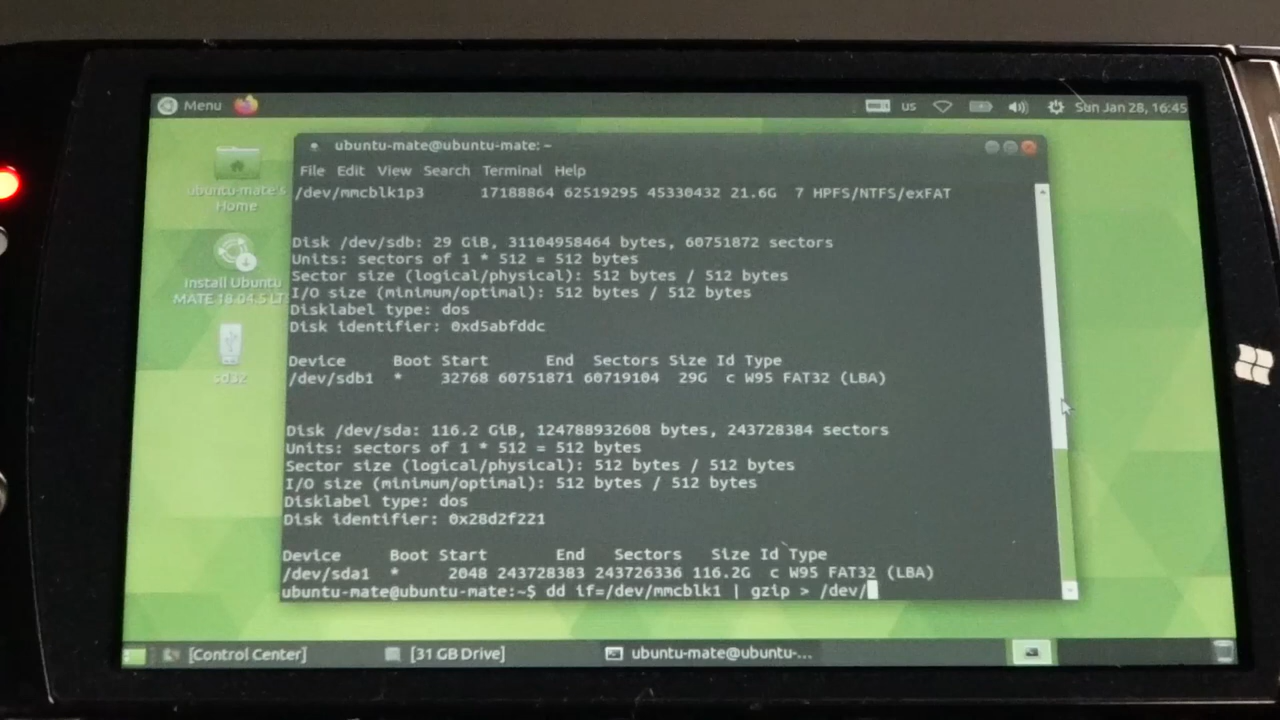 Menu
us
Sun Jan 28, 16:45
ubuntu-mate's
Home
Install Ubuntu
MATE 18.04.5 LT
sd32
ubuntu-mate@ubuntu-mate: ~
File Edit View Search Terminal Help
/dev/mmcblk1p3 17188864 62519295 45330432 21.6G 7 HPFS/NTFS/exFAT
Disk /dev/sdb: 29 GiB, 31104958464 bytes, 60751872 sectors
Units: sectors of 1 * 512 = 512 bytes
Sector size (logical/physical): 512 bytes / 512 bytes
I/O size (minimum/optimal): 512 bytes / 512 bytes
Disklabel type: dos
Disk identifier: 0xd5abfddc
Device Boot Start End Sectors Size Id Type
/dev/sdb1 * 32768 60751871 60719104 29G c W95 FAT32 (LBA)
Disk /dev/sda: 116.2 GiB, 124788932608 bytes, 243728384 sectors
Units: sectors of 1 * 512 = 512 bytes
Sector size (logical/physical): 512 bytes / 512 bytes
I/O size (minimum/optimal): 512 bytes / 512 bytes
Disklabel type: dos
Disk identifier: 0x28d2f221
Device Boot Start End Sectors Size Id Type
/dev/sda1 * 2048 243728383 243726336 116.2G c W95 FAT32 (LBA)
ubuntu-mate@ubuntu-mate:~$ dd if=/dev/mmcblk1 | gzip > /dev/
[Control Center]
[31 GB Drive]
ubuntu-mate@ubuntu-...